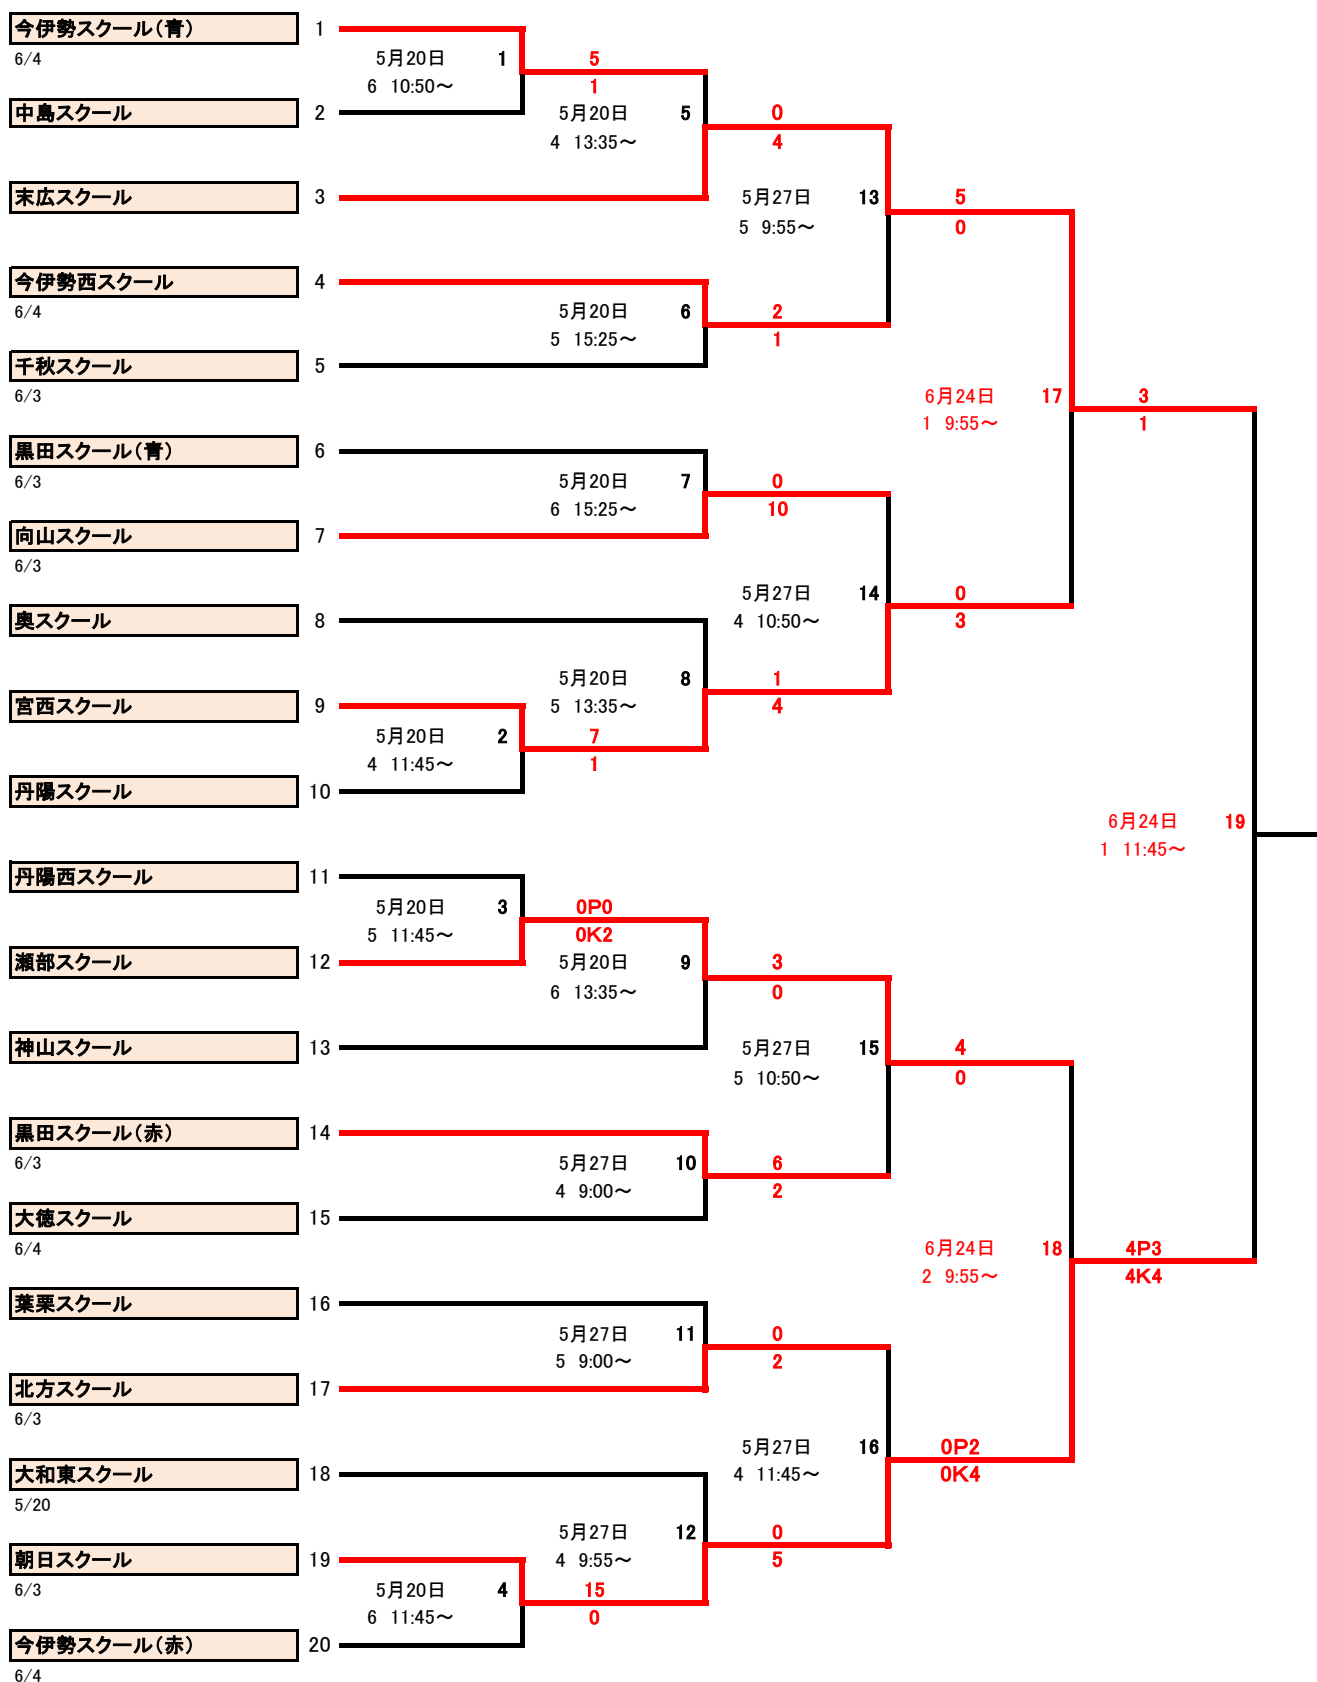 今伊勢スクール(青) 1
6/4
5月20日 1
6 10:50～
5
1
中島スクール 2
5月20日 5
4 13:35～
0
4
末広スクール 3
5月27日 13
5 9:55～
5
0
今伊勢西スクール 4
6/4
5月20日 6
5 15:25～
2
1
千秋スクール 5
6/3
6月24日 17
1 9:55～
3
1
黒田スクール(青) 6
6/3
5月20日 7
6 15:25～
0
10
向山スクール 7
6/3
5月27日 14
4 10:50～
0
3
奥スクール 8
5月20日 8
5 13:35～
1
4
宮西スクール 9
5月20日 2
4 11:45～
7
1
丹陽スクール 10
6月24日 19
1 11:45～
丹陽西スクール 11
5月20日 3
5 11:45～
0P0
0K2
瀬部スクール 12
5月20日 9
6 13:35～
3
0
神山スクール 13
5月27日 15
5 10:50～
4
0
黒田スクール(赤) 14
6/3
5月27日 10
4 9:00～
6
2
大徳スクール 15
6/4
6月24日 18
2 9:55～
4P3
4K4
葉栗スクール 16
5月27日 11
5 9:00～
0
2
北方スクール 17
6/3
5月27日 16
4 11:45～
0P2
0K4
大和東スクール 18
5/20
5月27日 12
4 9:55～
0
5
朝日スクール 19
6/3
5月20日 4
6 11:45～
15
0
今伊勢スクール(赤) 20
6/4